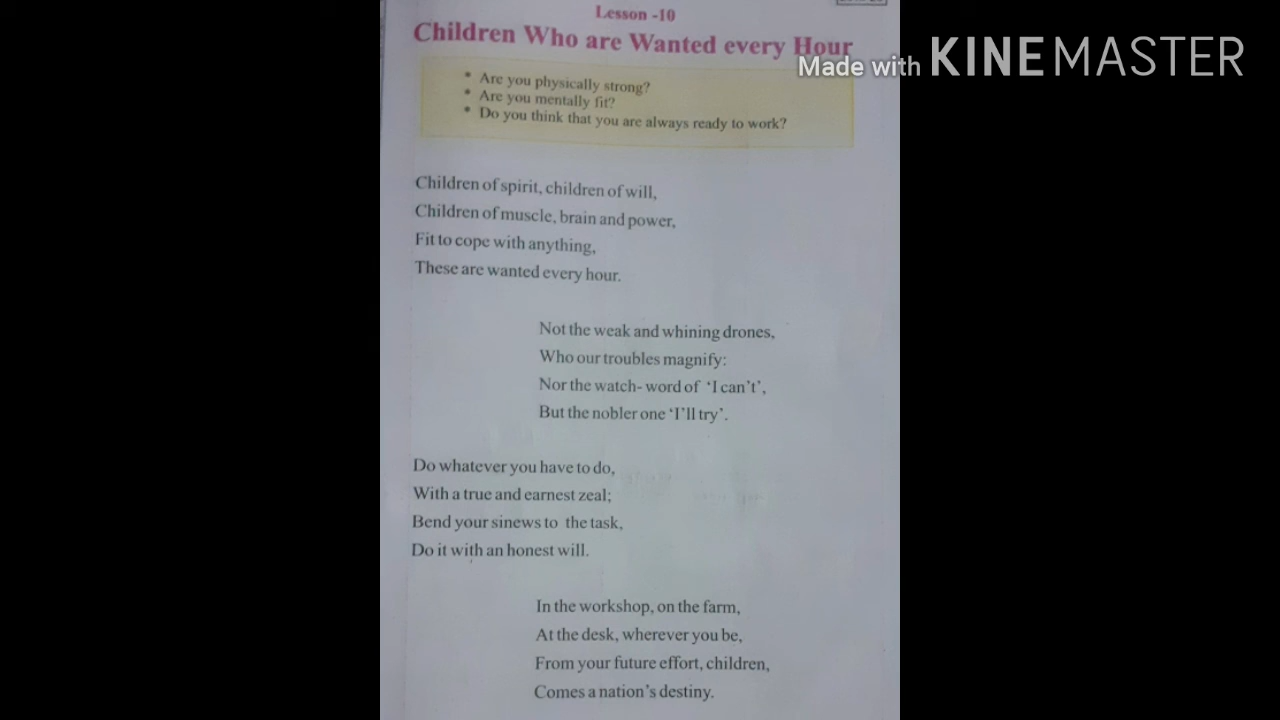 Lesson -10
Children Who are Wanted every Hour
Made with KINEMASTER
* Are you physically strong?
* Are you mentally fit?
* Do you think that you are always ready to work?
Children of spirit, children of will,
Children of muscle, brain and power,
Fit to cope with anything,
These are wanted every hour.
Not the weak and whining drones,
Who our troubles magnify:
Nor the watch- word of ‘I can’t’,
But the nobler one ‘I’ll try’.
Do whatever you have to do,
With a true and earnest zeal;
Bend your sinews to the task,
Do it with an honest will.
In the workshop, on the farm,
At the desk, wherever you be,
From your future effort, children,
Comes a nation’s destiny.